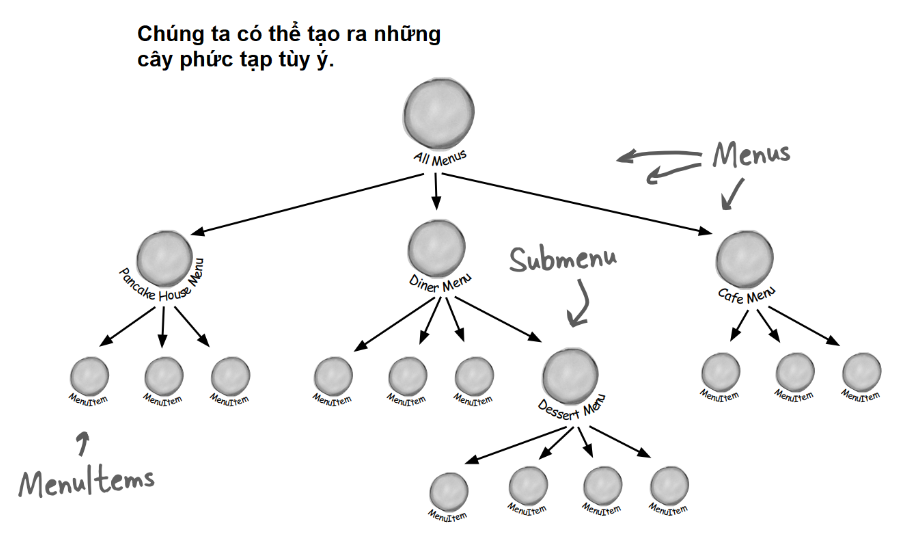 Chúng ta có thể tạo ra những
cây phức tạp tùy ý.
All Menus
Menus
Pancake House Menu
Diner Menu
Submenu
Cafe Menu
MenuItem
MenuItem
MenuItem
MenuItem
MenuItem
MenuItem
Dessert Menu
MenuItem
MenuItem
MenuItem
MenuItems
MenuItem
MenuItem
MenuItem
MenuItem